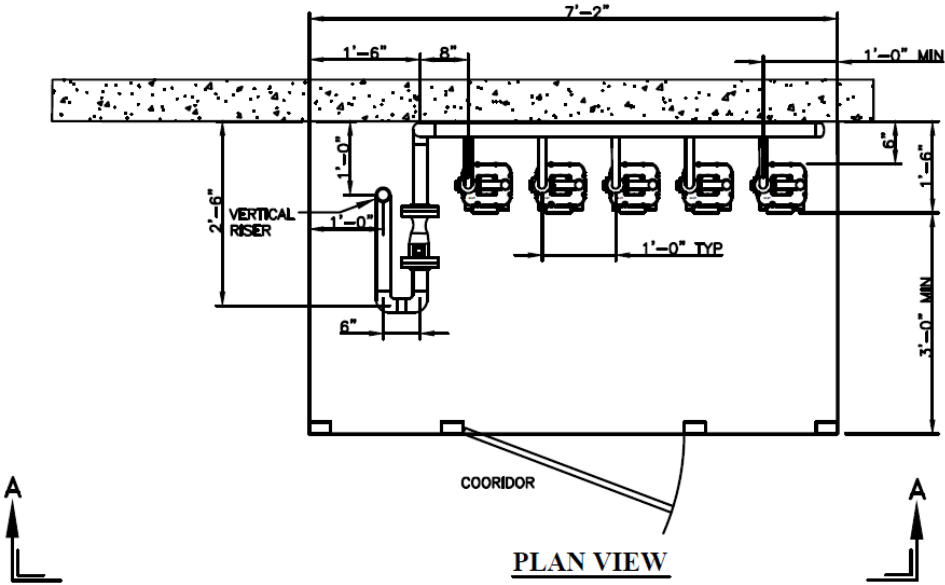 7'-2"
1'-6"
8"
1'-0" MIN
1'-0"
6"
1'-6"
2'-6"
VERTICAL
RISER
1'-0"
1'-0" TYP
6"
3'-0" MIN
COORIDOR
A
A
PLAN VIEW